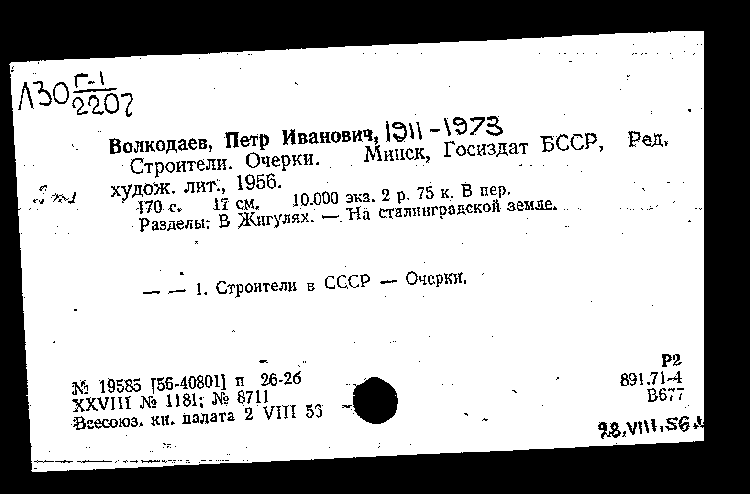 Л30 Г-1/2207
Волкодаев, Петр Иванович, 1911-1973
Строители. Очерки. Минск, Госиздат БССР, Ред.
худож. лит., 1956.
170 с. 17 см. 10.000 экз. 2 р. 75 к. В пер.
Разделы: В Жигулях. — На сталинградской земле.
— — 1. Строители в СССР — Очерки.
Р2
№ 19585 [56-40801] п 26-26
891.71-4
XXVIII № 1181; № 8711
В677
Всесоюз. кн. палата 2 VIII 56
28.VIII.56